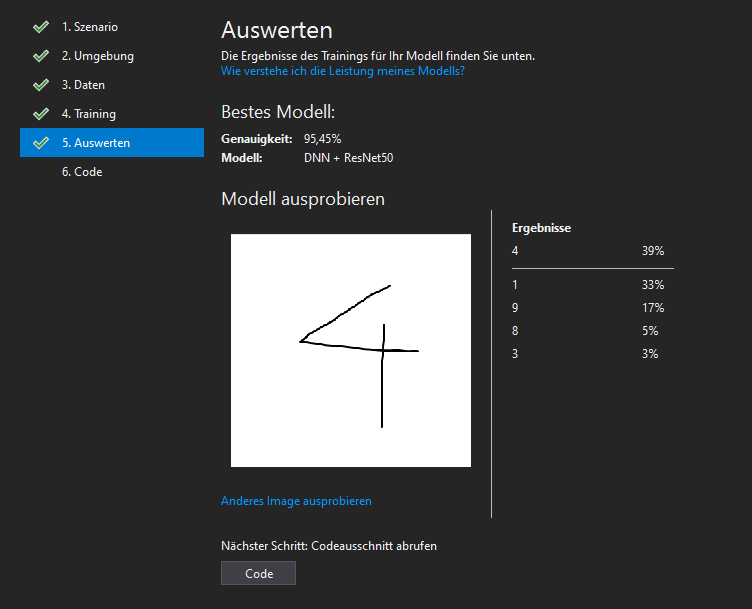 1. Szenario
2. Umgebung
3. Daten
4. Training
5. Auswerten
6. Code
Auswerten
Die Ergebnisse des Trainings für Ihr Modell finden Sie unten.
Wie verstehe ich die Leistung meines Modells?
Bestes Modell:
Genauigkeit: 95,45%
Modell: DNN + ResNet50
Modell ausprobieren
4
Ergebnisse
4 39%
1 33%
9 17%
8 5%
3 3%
Anderes Image ausprobieren
Nächster Schritt: Codeausschnitt abrufen
Code